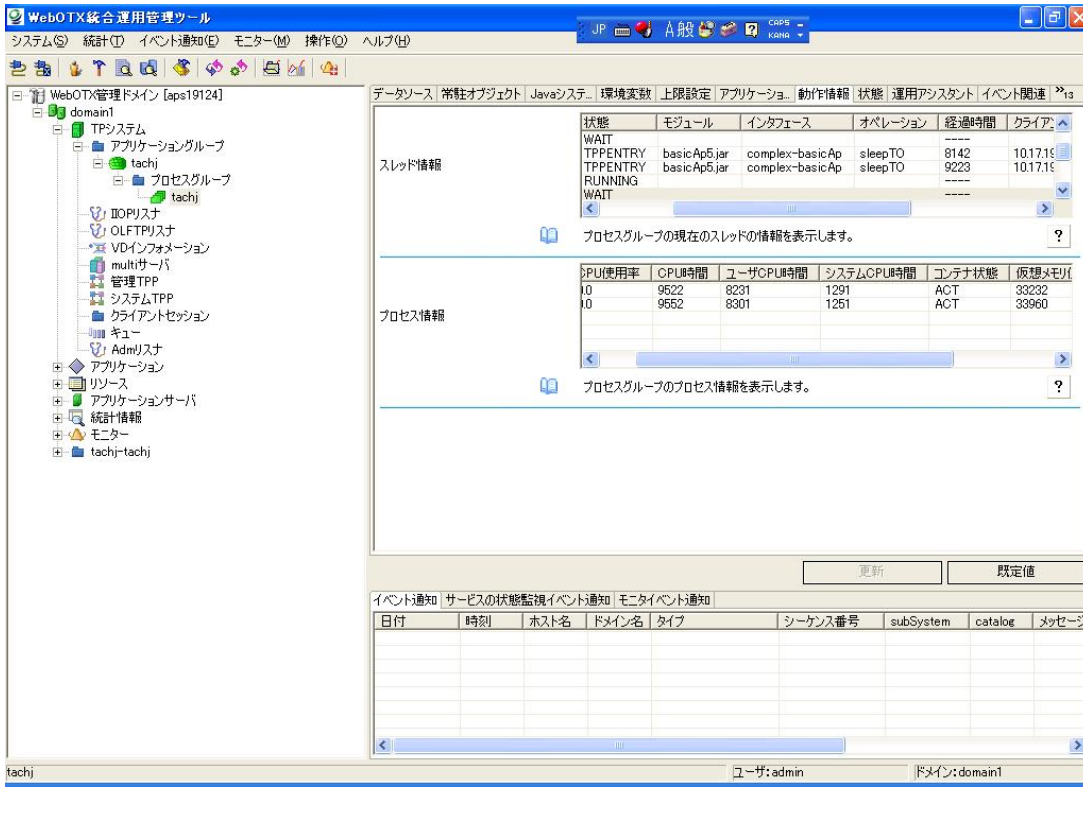 WebOTX統合運用管理ツール
JP A般 CAPS KANA
システム(S) 統計(T) イベント通知(E) モニター(M) 操作(O) ヘルプ(H)
WebOTX管理ドメイン [aps19124]
domain1
TPシステム
アプリケーショングループ
tachj
プロセスグループ
tachj
IIOPリスナ
OLFTPリスナ
VDインフォメーション
multiサーバ
管理TPP
システムTPP
クライアントセッション
キュー
Admリスナ
アプリケーション
リソース
アプリケーションサーバ
統計情報
モニター
tachj-tachj
データソース 常駐オブジェクト Javaシステ... 環境変数 上限設定 アプリケーショ... 動作情報 状態 運用アシスタント イベント関連 »13
スレッド情報
状態 モジュール インタフェース オペレーション 経過時間 クライアン
WAIT ----
TPPENTRY basicAp5.jar complex-basicAp sleepTO 8142 10.17.19
TPPENTRY basicAp5.jar complex-basicAp sleepTO 9223 10.17.19
RUNNING ----
WAIT ----
プロセスグループの現在のスレッドの情報を表示します。 ?
プロセス情報
CPU使用率 CPU時間 ユーザCPU時間 システムCPU時間 コンテナ状態 仮想メモリ(
.0 9522 8231 1291 ACT 33232
.0 9552 8301 1251 ACT 33960
プロセスグループのプロセス情報を表示します。 ?
更新 既定値
イベント通知 サービスの状態監視イベント通知 モニタイベント通知
日付 時刻 ホスト名 ドメイン名 タイプ シーケンス番号 subSystem catalog メッセージ
tachj ユーザ:admin ドメイン:domain1